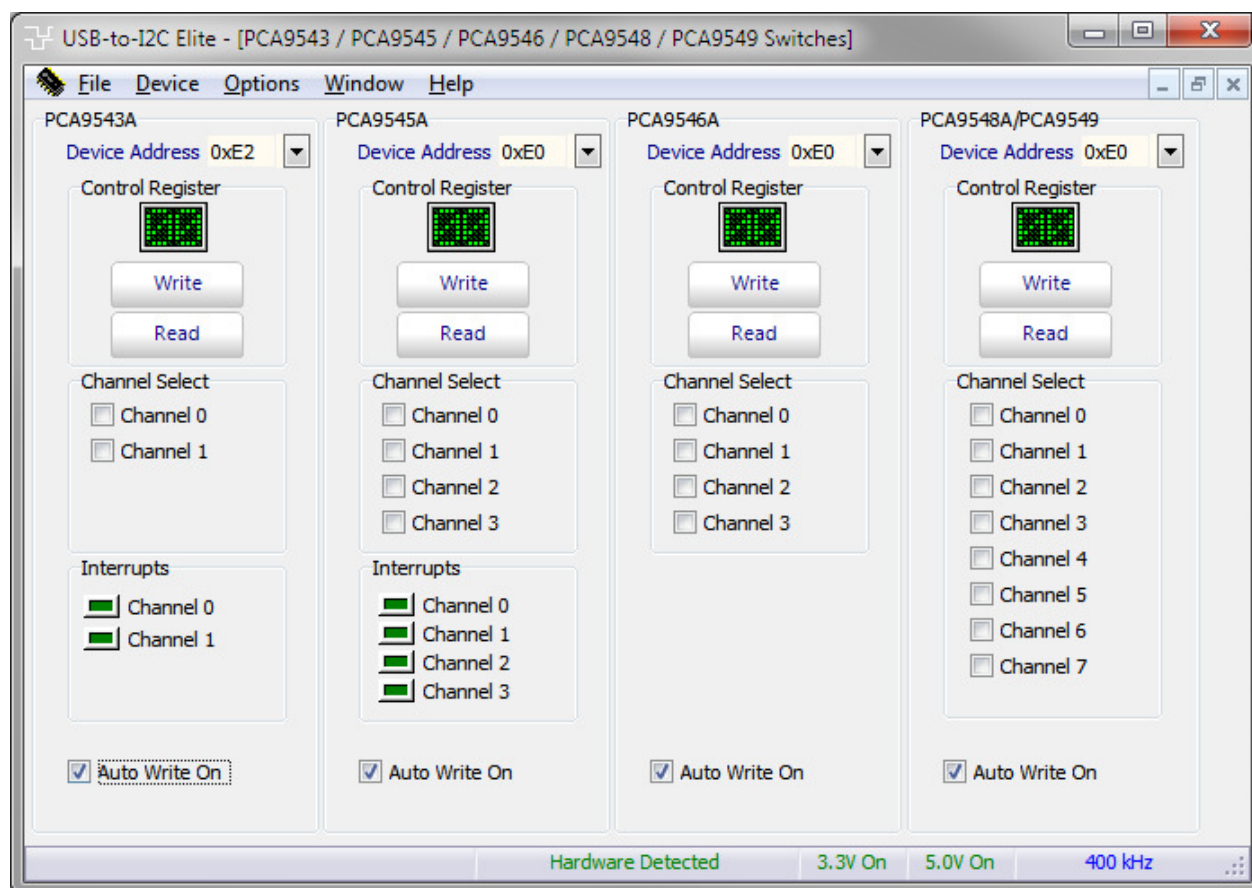 USB-to-I2C Elite - [PCA9543 / PCA9545 / PCA9546 / PCA9548 / PCA9549 Switches]
File Device Options Window Help
PCA9543A
Device Address 0xE2
Control Register
00
Write
Read
Channel Select
Channel 0
Channel 1
Interrupts
Channel 0
Channel 1
Auto Write On
PCA9545A
Device Address 0xE0
Control Register
00
Write
Read
Channel Select
Channel 0
Channel 1
Channel 2
Channel 3
Interrupts
Channel 0
Channel 1
Channel 2
Channel 3
Auto Write On
PCA9546A
Device Address 0xE0
Control Register
00
Write
Read
Channel Select
Channel 0
Channel 1
Channel 2
Channel 3
Auto Write On
PCA9548A/PCA9549
Device Address 0xE0
Control Register
00
Write
Read
Channel Select
Channel 0
Channel 1
Channel 2
Channel 3
Channel 4
Channel 5
Channel 6
Channel 7
Auto Write On
Hardware Detected 3.3V On 5.0V On 400 kHz